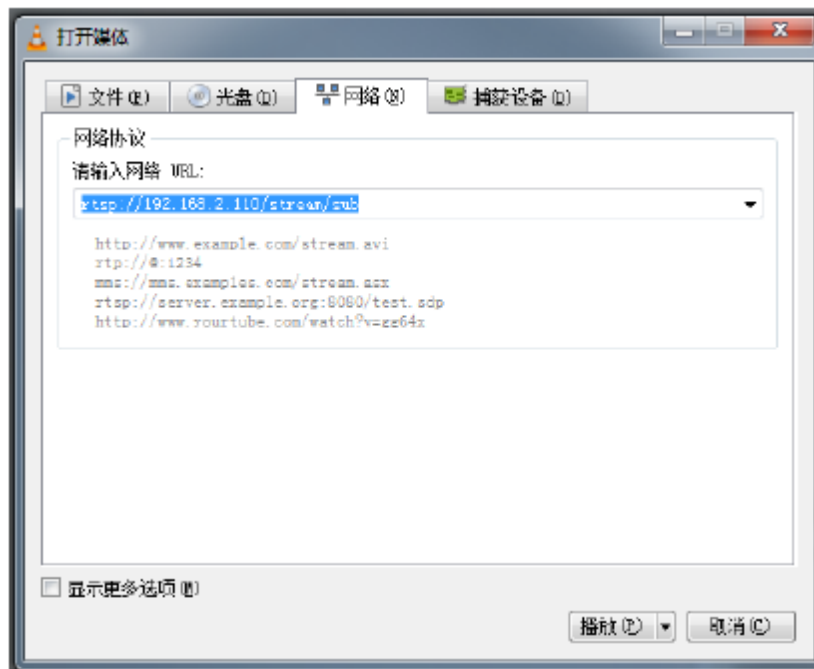 打开媒体
文件(F) 光盘(D) 网络(N) 捕获设备(D)
网络协议
请输入网络 URL:
rtsp://192.168.2.110/stream/sub
http://www.example.com/stream.avi
rtp://@:1234
mms://mms.examples.com/stream.asx
rtsp://server.example.org:8080/test.sdp
http://www.yourtube.com/watch?v=gg64x
显示更多选项(M)
播放(P) 取消(C)